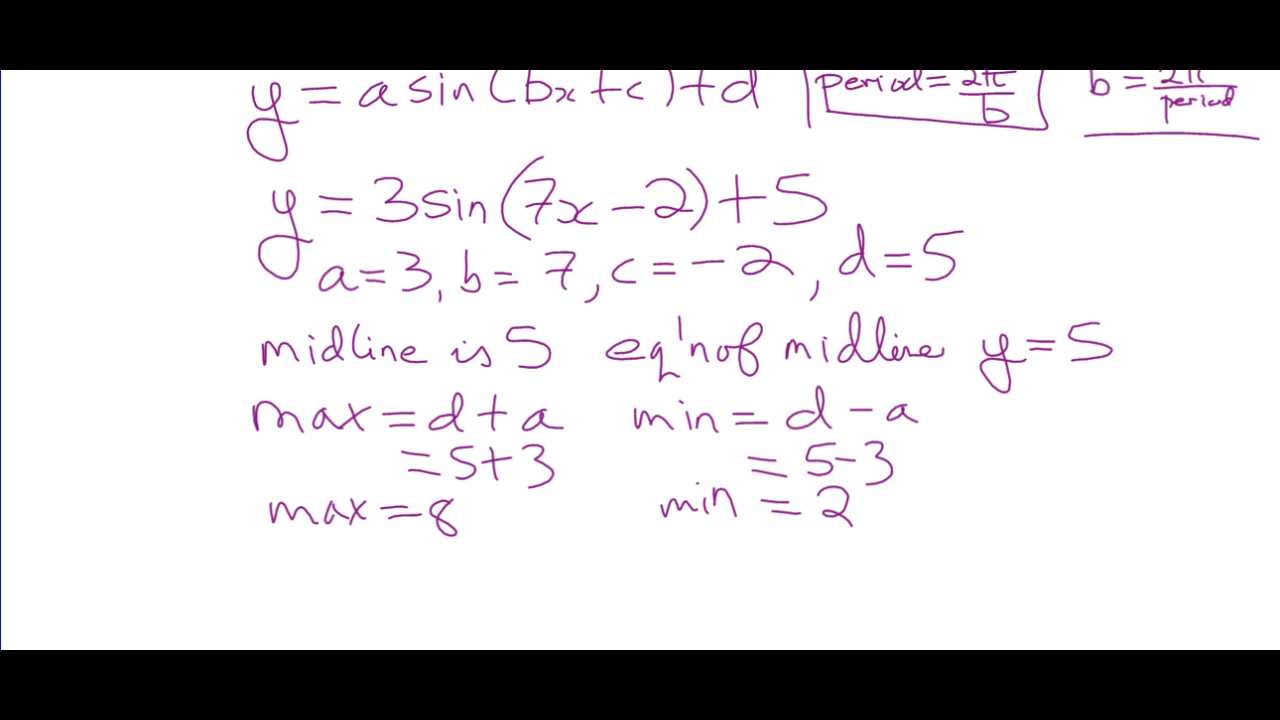 y = a sin(bx + c) + d period = 2π/b b = 2π/period
y = 3sin(7x - 2) + 5
a = 3, b = 7, c = -2, d = 5
midline is 5 eq'n of midline y = 5
max = d + a min = d - a
= 5 + 3 = 5 - 3
max = 8 min = 2